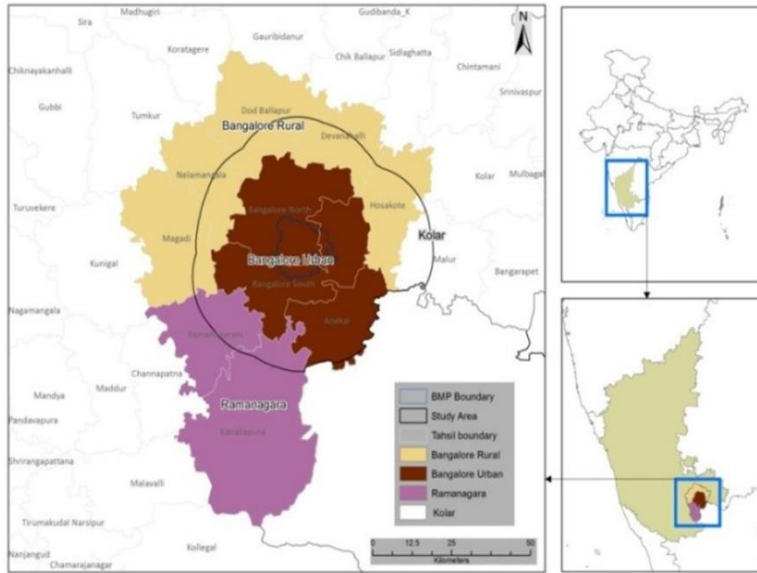 Madhugiri
Gudibanda_K
Sira
Gauribidanur
N
Koratagere
Chik Ballapur
Sidlaghatta
Chiknayakanhalli
Chintamani
Gubbi
Srinivaspur
Tumkur
Dod Ballapur
Bangalore Rural
Devanahalli
Nelamangala
Kolar
Mulbagal
Turuvekere
Bangalore North
Hosakote
Magadi
Kolar
Kunigal
Bangalore Urban
Malur
Bangarapet
Bangalore South
Nagamangala
Anekal
Ramanagaram
Channapatna
Mandya
Maddur
Ramanagara
Pandavapura
Kanakapura
Shrirangapattana
Malavalli
Tirumakudal Narsipur
Kollegal
Nanjangud
Chamarajanagar
BMP Boundary
Study Area
Tahsil boundary
Bangalore Rural
Bangalore Urban
Ramanagara
Kolar
0 12.5 25 50
Kilometers